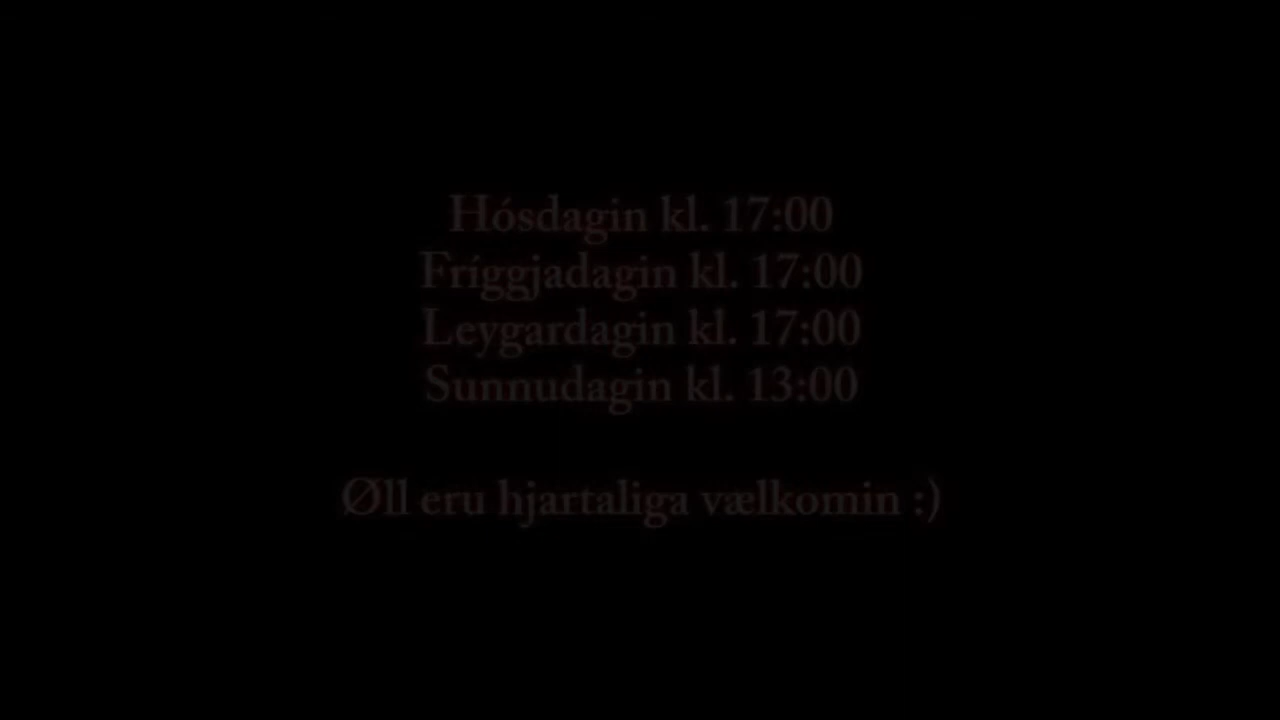 Hósdagin kl. 17:00
Fríggjadagin kl. 17:00
Leygardagin kl. 17:00
Sunnudagin kl. 13:00
Øll eru hjartaliga vælkomin :)